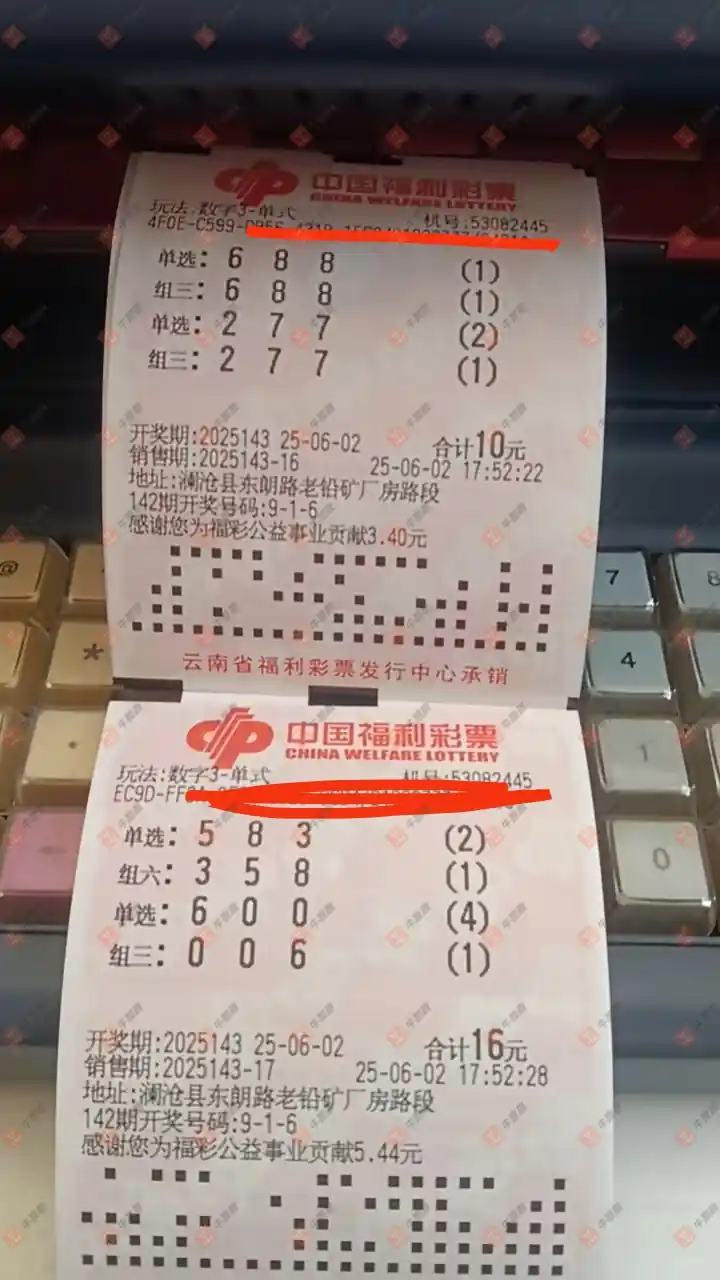 中国福利彩票
CHINA WELFARE LOTTERY
玩法:数字3-单式 机号:53082445
4F0E-C599-
单选: 6 8 8 (1)
组三: 6 8 8 (1)
单选: 2 7 7 (2)
组三: 2 7 7 (1)
开奖期:2025143 25-06-02 合计10元
销售期:2025143-16 25-06-02 17:52:22
地址:澜沧县东朗路老铅矿厂房路段
142期开奖号码:9-1-6
感谢您为福彩公益事业贡献3.40元
云南省福利彩票发行中心承销
中国福利彩票
CHINA WELFARE LOTTERY
玩法:数字3-单式 机号:53082445
EC9D-
单选: 5 8 3 (2)
组六: 3 5 8 (1)
单选: 6 0 0 (4)
组三: 0 0 6 (1)
开奖期:2025143 25-06-02 合计16元
销售期:2025143-17 25-06-02 17:52:28
地址:澜沧县东朗路老铅矿厂房路段
142期开奖号码:9-1-6
感谢您为福彩公益事业贡献5.44元
@
*
7
8
4
1
0